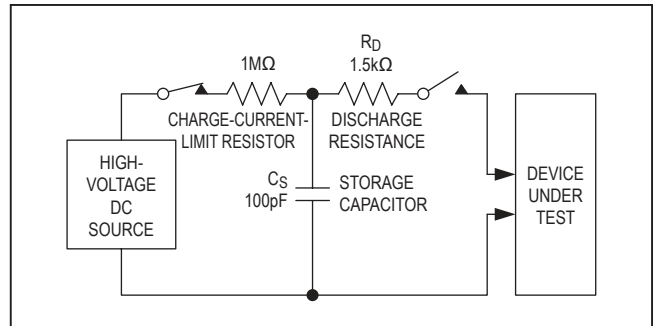 R_D
1MΩ
1.5kΩ
CHARGE-CURRENT-
LIMIT RESISTOR
DISCHARGE
RESISTANCE
HIGH-
VOLTAGE
DC
SOURCE
C_S
100pF
STORAGE
CAPACITOR
DEVICE
UNDER
TEST